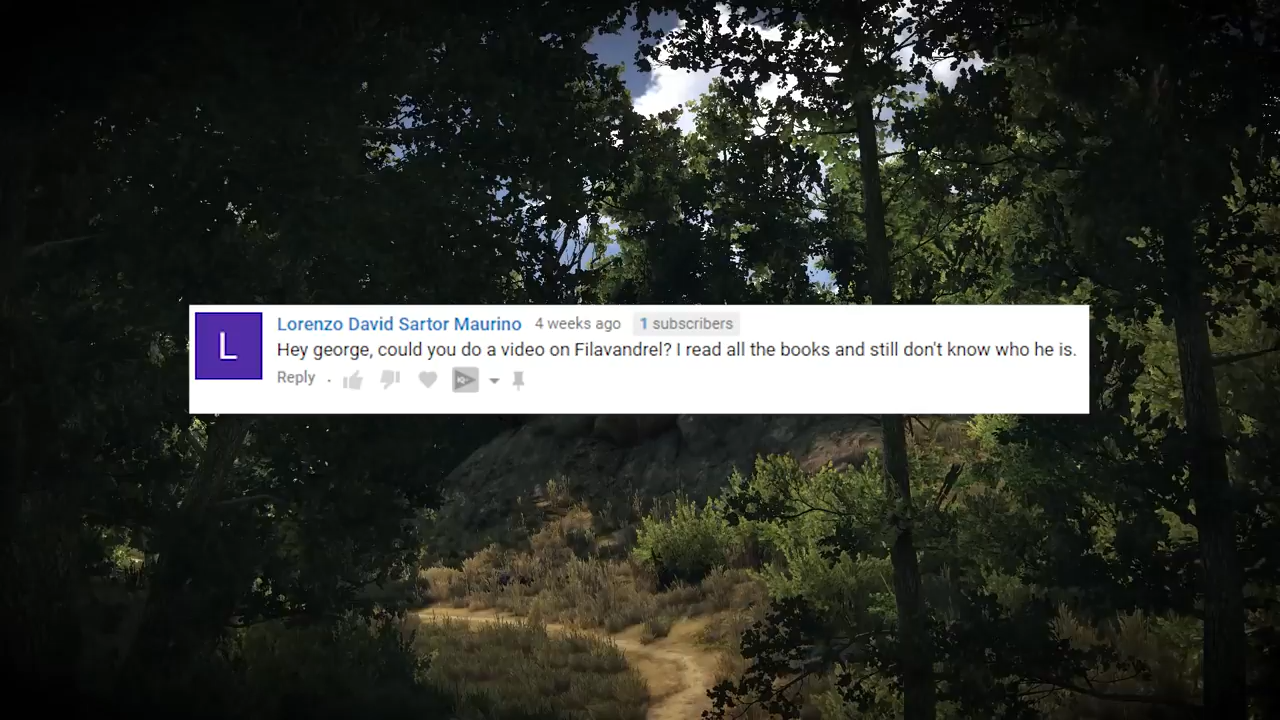 L
Lorenzo David Sartor Maurino 4 weeks ago 1 subscribers
Hey george, could you do a video on Filavandrel? I read all the books and still don't know who he is.
Reply .